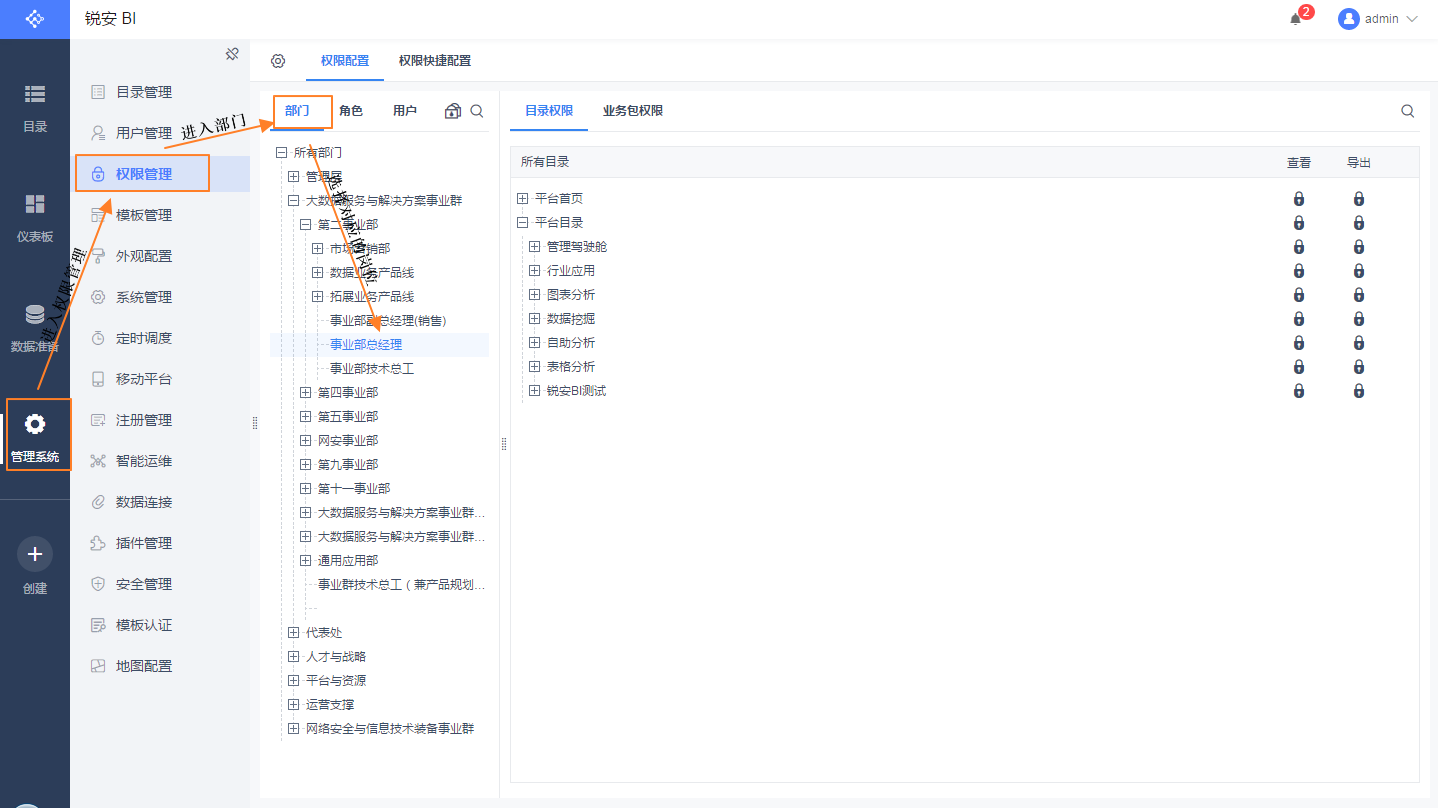 锐安 BI
2
admin
目录
仪表板
数据准备
管理系统
创建
目录管理
用户管理
权限管理
模板管理
外观配置
系统管理
定时调度
移动平台
注册管理
智能运维
数据连接
插件管理
安全管理
模板认证
地图配置
进入权限管理
进入部门
选择对应的岗位
权限配置
权限快捷配置
部门
角色
用户
所有部门
管理层
大数据服务与解决方案事业群
第二事业部
市场营销部
数据业务产品线
拓展业务产品线
事业部副总经理(销售)
事业部总经理
事业部技术总工
第四事业部
第五事业部
网安事业部
第九事业部
第十一事业部
大数据服务与解决方案事业群...
大数据服务与解决方案事业群...
通用应用部
事业群技术总工（兼产品规划...
代表处
人才与战略
平台与资源
运营支撑
网络安全与信息技术装备事业群
目录权限
业务包权限
所有目录 查看 导出
平台首页
平台目录
管理驾驶舱
行业应用
图表分析
数据挖掘
自助分析
表格分析
锐安BI测试